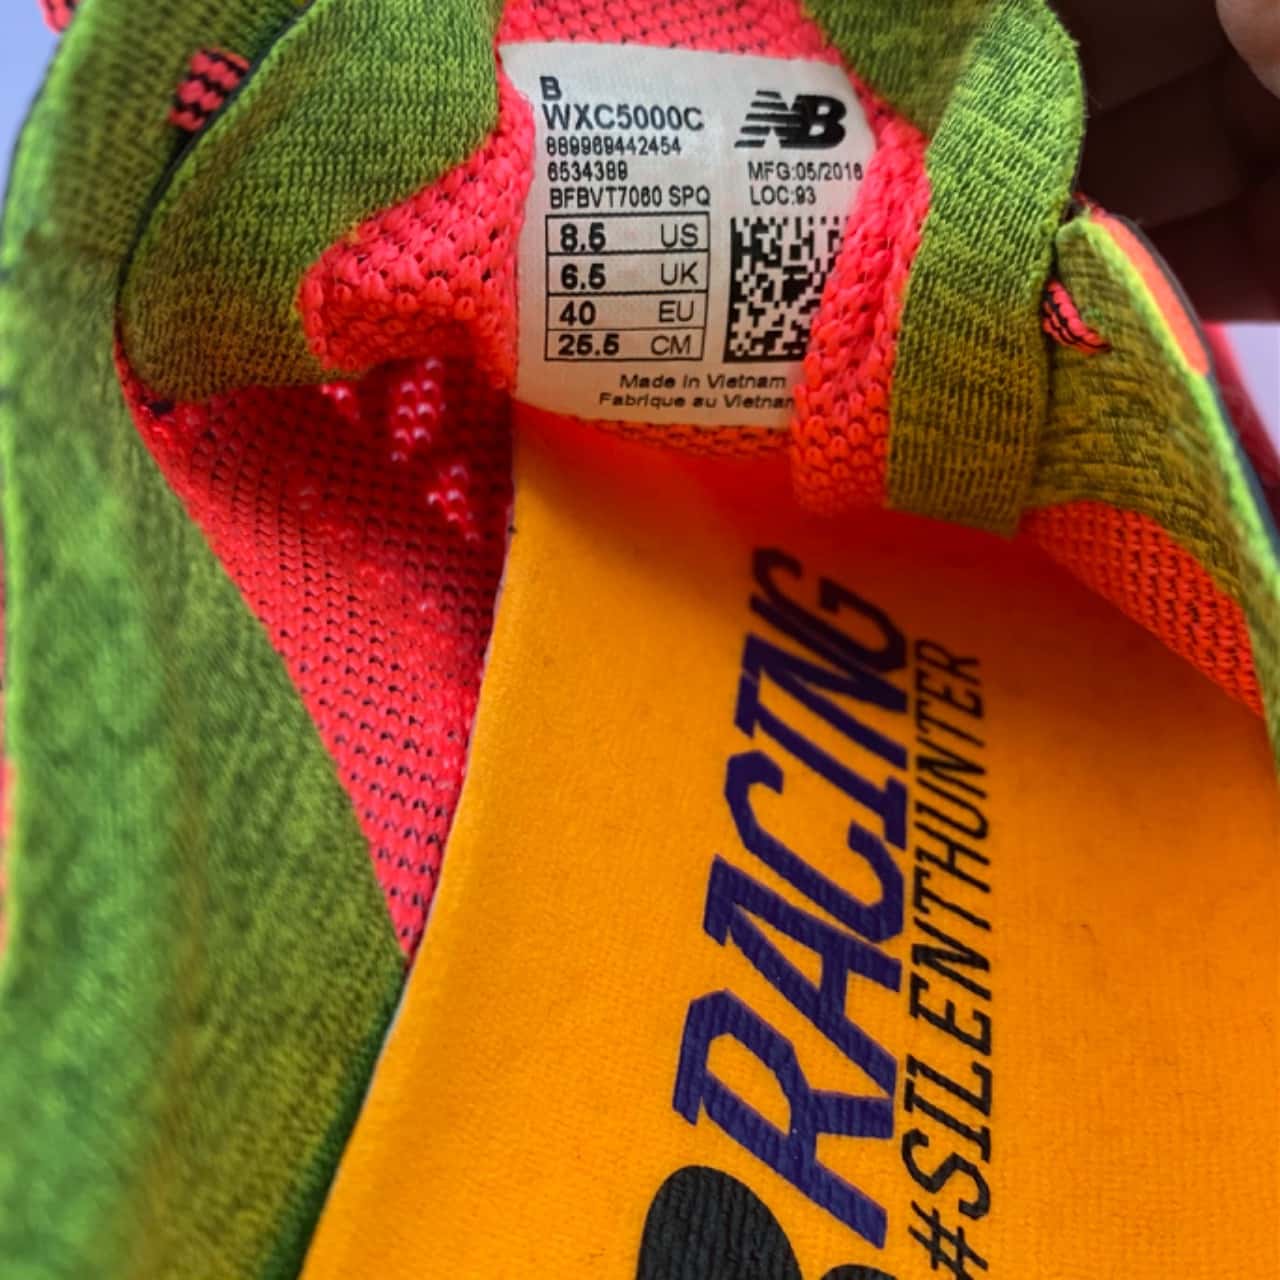 B
WXC5000C
889969442454
6534389
BFBVT7060 SPQ
NB
MFG:05/2016
LOC:93
8.5 US
6.5 UK
40 EU
25.5 CM
Made in Vietnam
Fabrique au Vietnam
RACING
#SILENTHUNTER